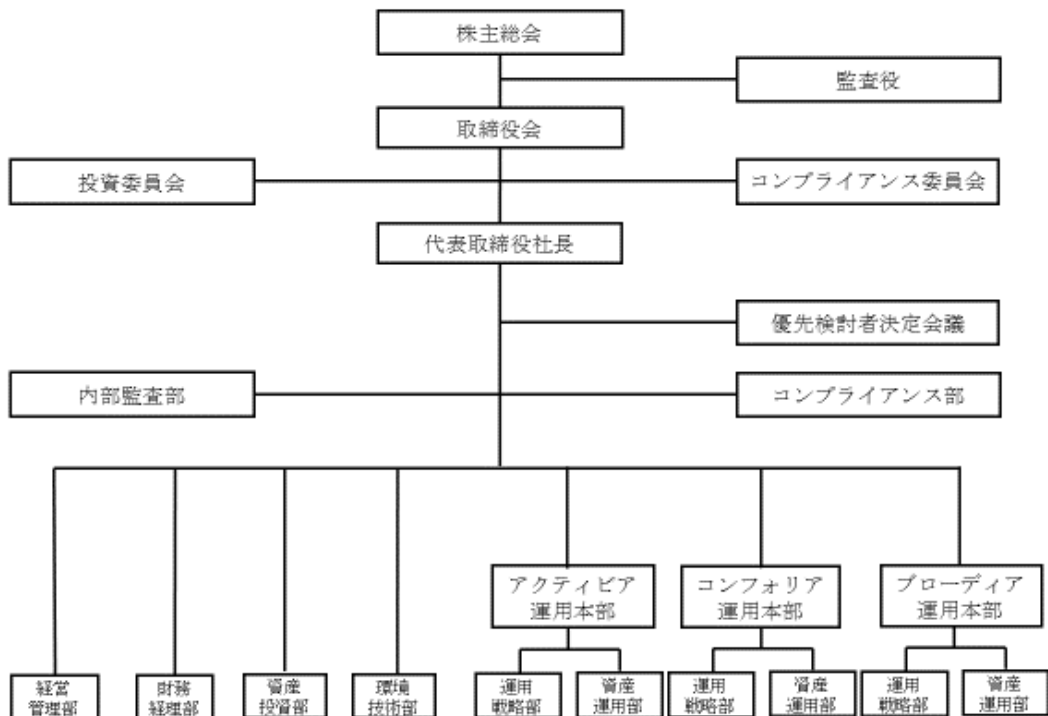 株主総会
監査役
取締役会
投資委員会
コンプライアンス委員会
代表取締役社長
優先検討者決定会議
内部監査部
コンプライアンス部
アクティビア
運用本部
コンフォリア
運用本部
ブローディア
運用本部
経営
管理部
財務
経理部
資産
投資部
環境
技術部
運用
戦略部
資産
運用部
運用
戦略部
資産
運用部
運用
戦略部
資産
運用部